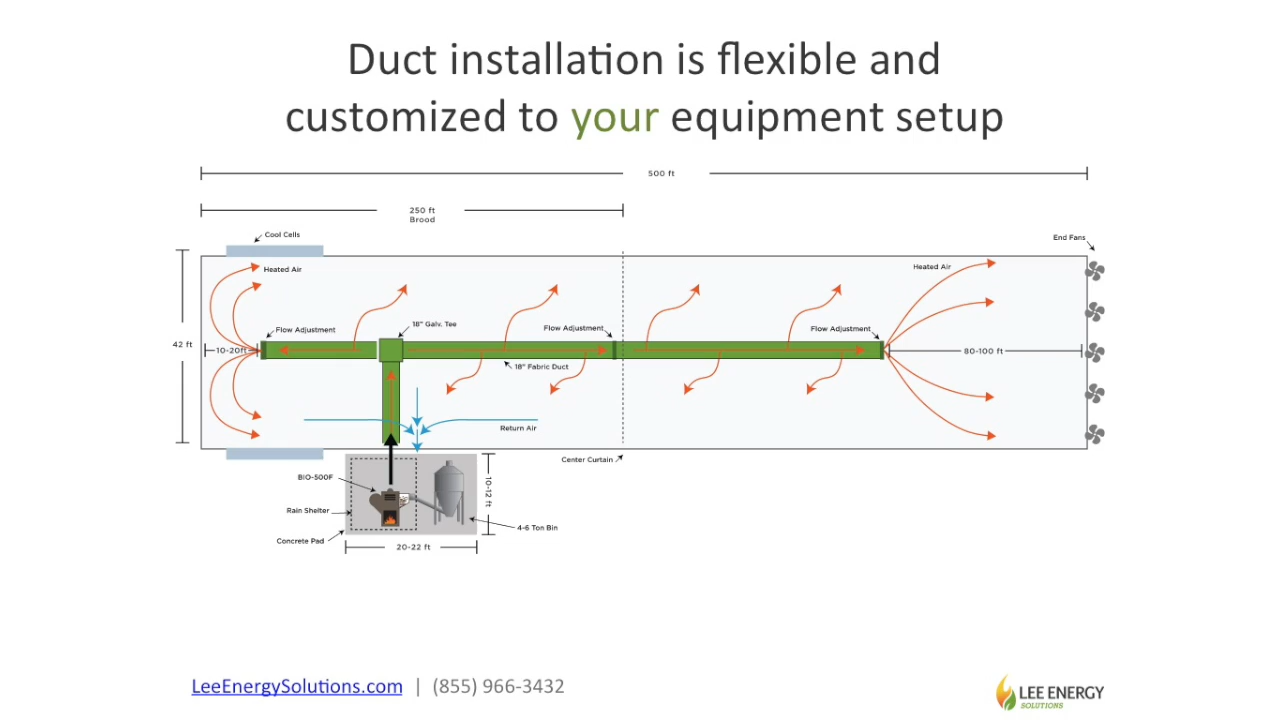 Duct installation is flexible and
customized to your equipment setup
500 ft
250 ft
Brood
Cool Cells
End Fans
Heated Air
Heated Air
18" Galv. Tee
Flow Adjustment
Flow Adjustment
Flow Adjustment
42 ft
10-20ft
80-100 ft
18" Fabric Duct
Return Air
Center Curtain
BIO-500F
10-12 ft
Rain Shelter
4-6 Ton Bin
Concrete Pad
20-22 ft
LeeEnergySolutions.com | (855) 966-3432
LEE ENERGY
SOLUTIONS